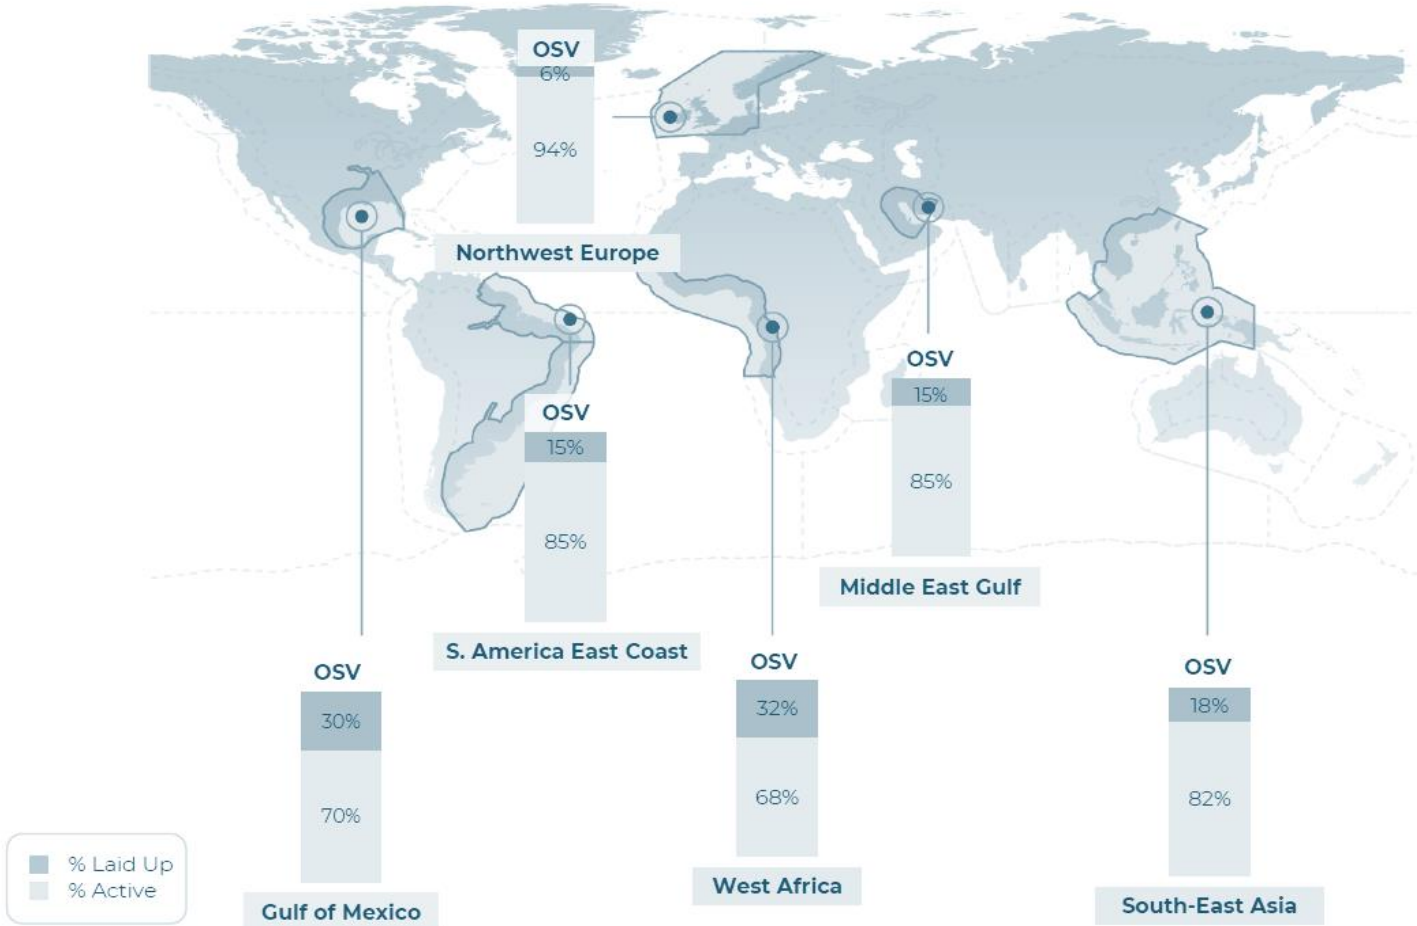 OSV
6%
94%
Northwest Europe
OSV
15%
85%
S. America East Coast
OSV
15%
85%
Middle East Gulf
OSV
30%
70%
Gulf of Mexico
OSV
32%
68%
West Africa
OSV
18%
82%
South-East Asia
% Laid Up
% Active